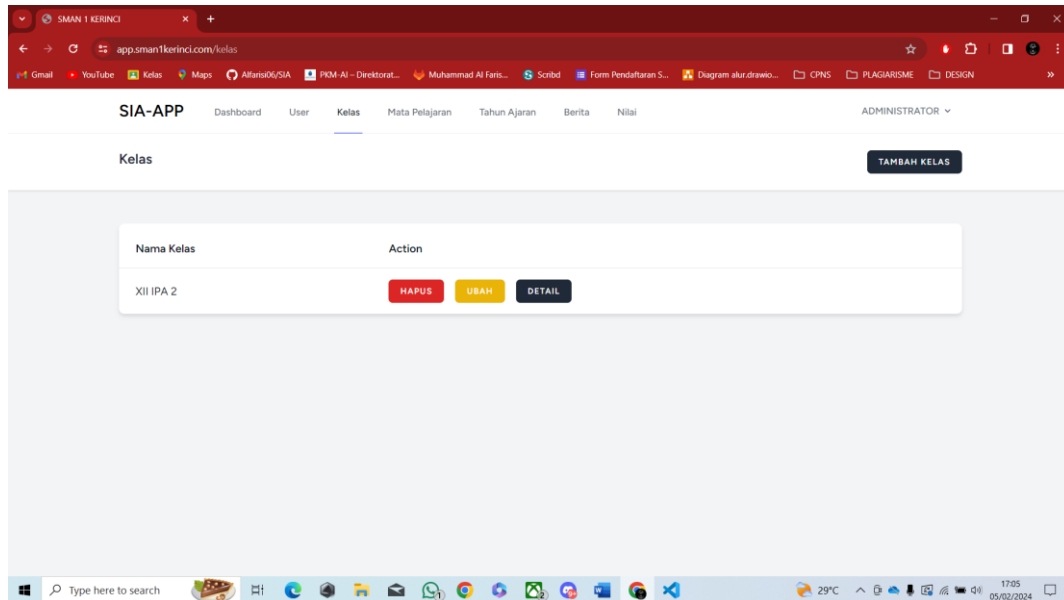 SMAN 1 KERINCI
app.sman1kerinci.com/kelas
Gmail YouTube Kelas Maps Alfarisi06/SIA PKM-AI – Direktorat... Muhammad Al Faris... Scribd Form Pendaftaran S... Diagram alur.drawio... CPNS PLAGIARISME DESIGN »
SIA-APP Dashboard User Kelas Mata Pelajaran Tahun Ajaran Berita Nilai ADMINISTRATOR
Kelas TAMBAH KELAS
Nama Kelas Action
XII IPA 2 HAPUS UBAH DETAIL
Type here to search 29°C 17:05
05/02/2024